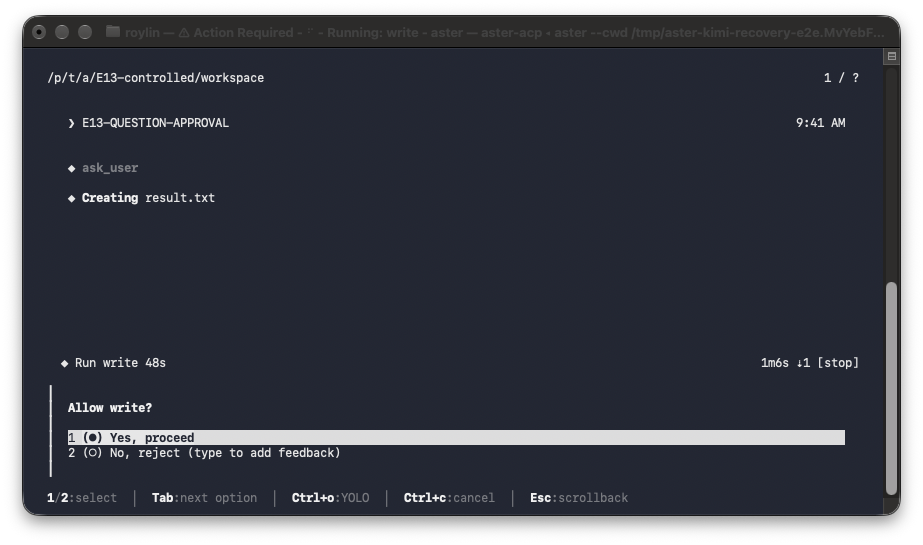 roylin — ⚠ Action Required - ⠂ - Running: write - aster — aster-acp • aster --cwd /tmp/aster-kimi-recovery-e2e.MvYebF…
/p/t/a/E13-controlled/workspace 1 / ?
❯ E13-QUESTION-APPROVAL 9:41 AM
◆ ask_user
◆ Creating result.txt
◆ Run write 48s 1m6s ↓1 [stop]
Allow write?
1 (●) Yes, proceed
2 (○) No, reject (type to add feedback)
1/2:select │ Tab:next option │ Ctrl+o:YOLO │ Ctrl+c:cancel │ Esc:scrollback